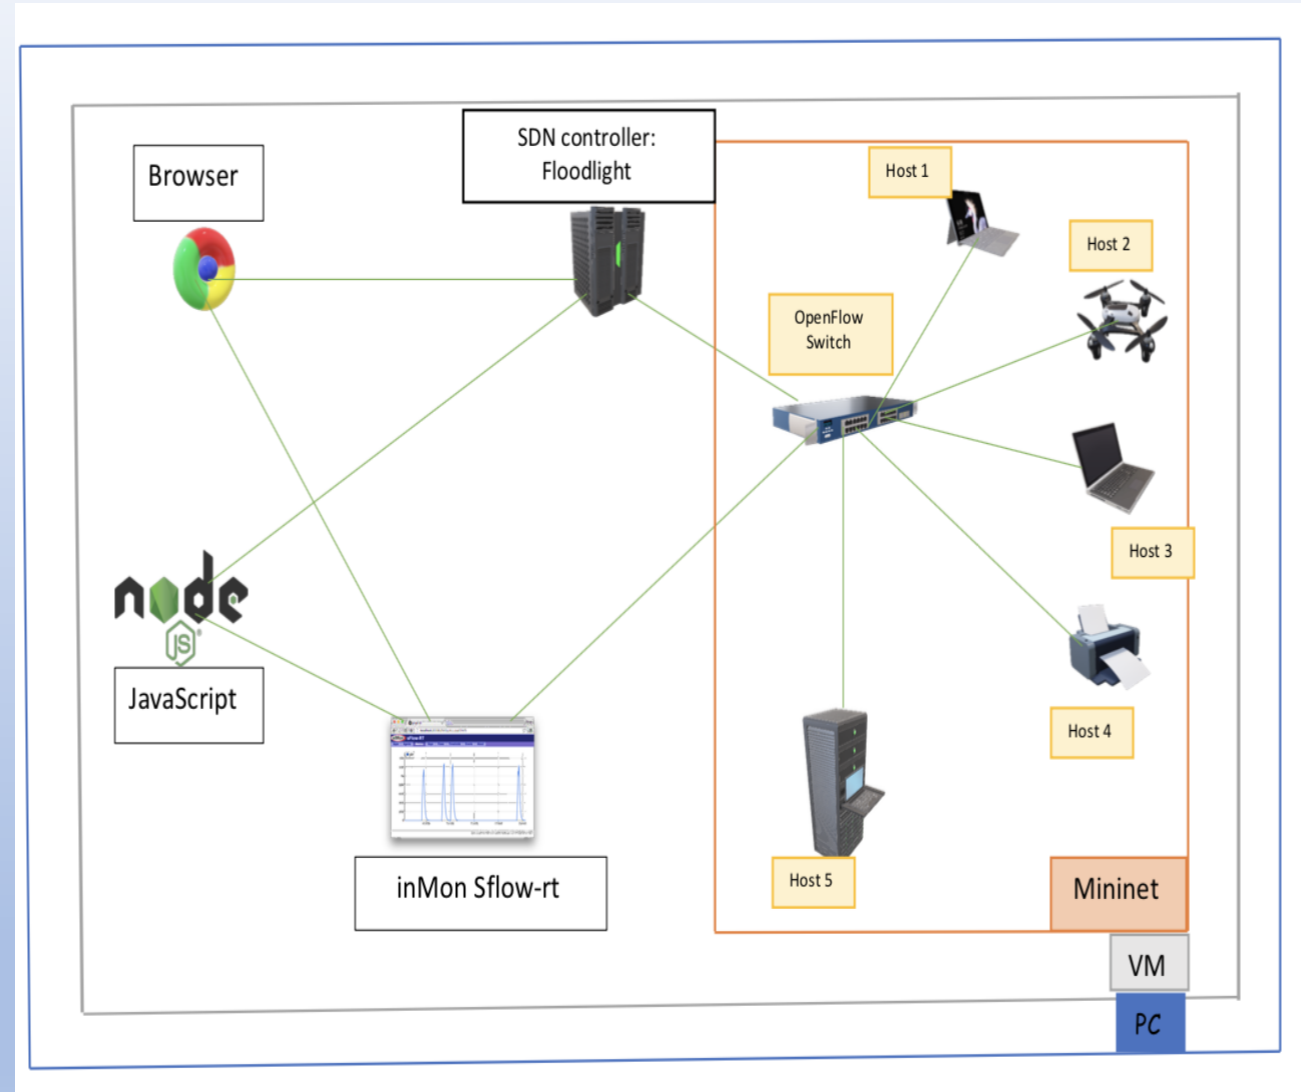 SDN controller:
Floodlight
Browser
Host 1
Host 2
OpenFlow
Switch
Host 3
node
JS
JavaScript
Host 4
inMon Sflow-rt
Host 5
Mininet
VM
PC